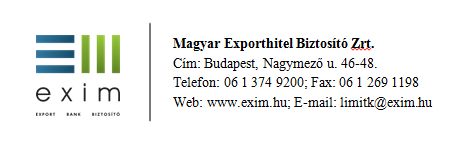 exim
EXPORT BANK BIZTOSÍTÓ
Magyar Exporthitel Biztosító Zrt.
Cím: Budapest, Nagymező u. 46-48.
Telefon: 06 1 374 9200; Fax: 06 1 269 1198
Web: www.exim.hu; E-mail: limitk@exim.hu